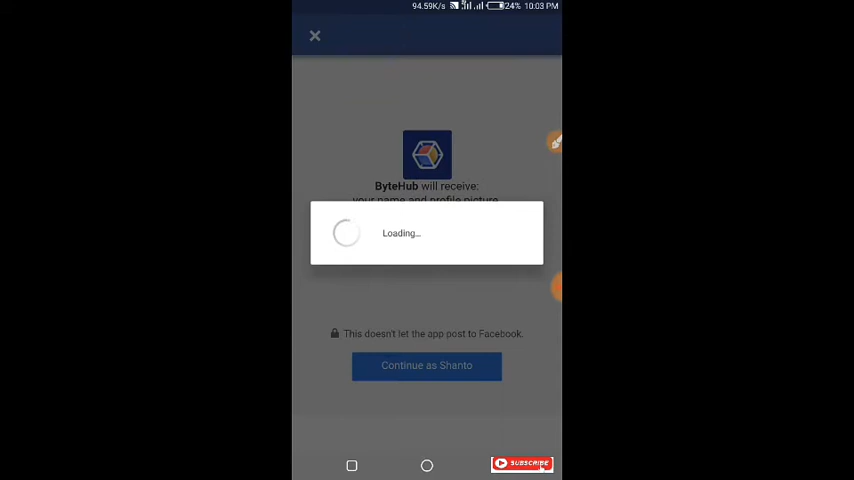 94.59K/s 24% 10:03 PM
ByteHub will receive:
your name and profile picture
Loading...
This doesn't let the app post to Facebook.
Continue as Shanto
SUBSCRIBE